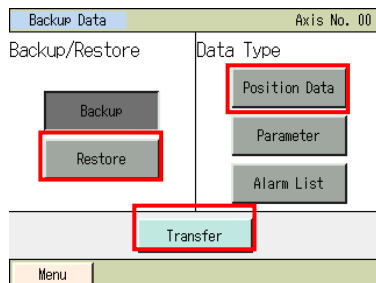 Backup Data Axis No. 00
Backup/Restore Data Type
Position Data
Backup
Parameter
Restore
Alarm List
Transfer
Menu